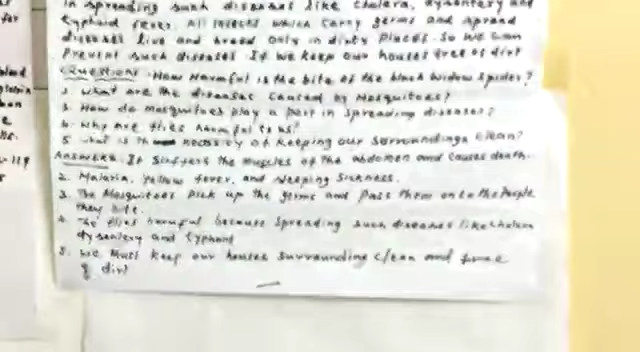 in spreading such diseases like cholera, dysentery and
typhoid fever. All insects which carry germs and spread
diseases live and breed only in dirty places. So we can
prevent such diseases. If we keep our houses free of dirt
Questions: How harmful is the bite of the black widow spider?
2. What are the diseases caused by Mosquitoes?
3. How do mosquitoes play a part in spreading diseases?
4. Why are flies harmful to us?
5. What is the necessity of keeping our surroundings clean?
Answers. It stiffens the muscles of the abdomen and causes death.
2. Malaria, Yellow fever, and sleeping sickness.
3. The Mosquitoes pick up the germs and pass them on to the people
they bite.
4. The flies harmful because spreading such diseases like cholera
dysentery and typhoid
5. We Must keep our houses surrounding clean and
of dirt
for